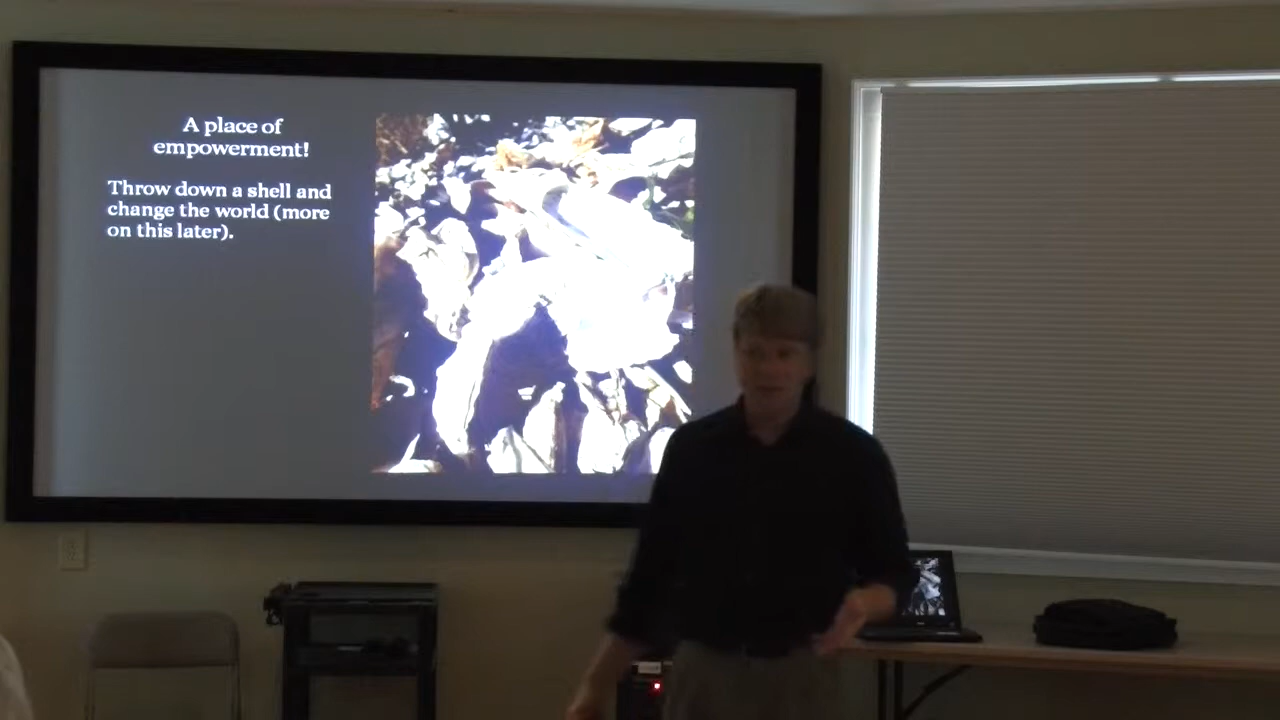 A place of
empowerment!
Throw down a shell and
change the world (more
on this later).